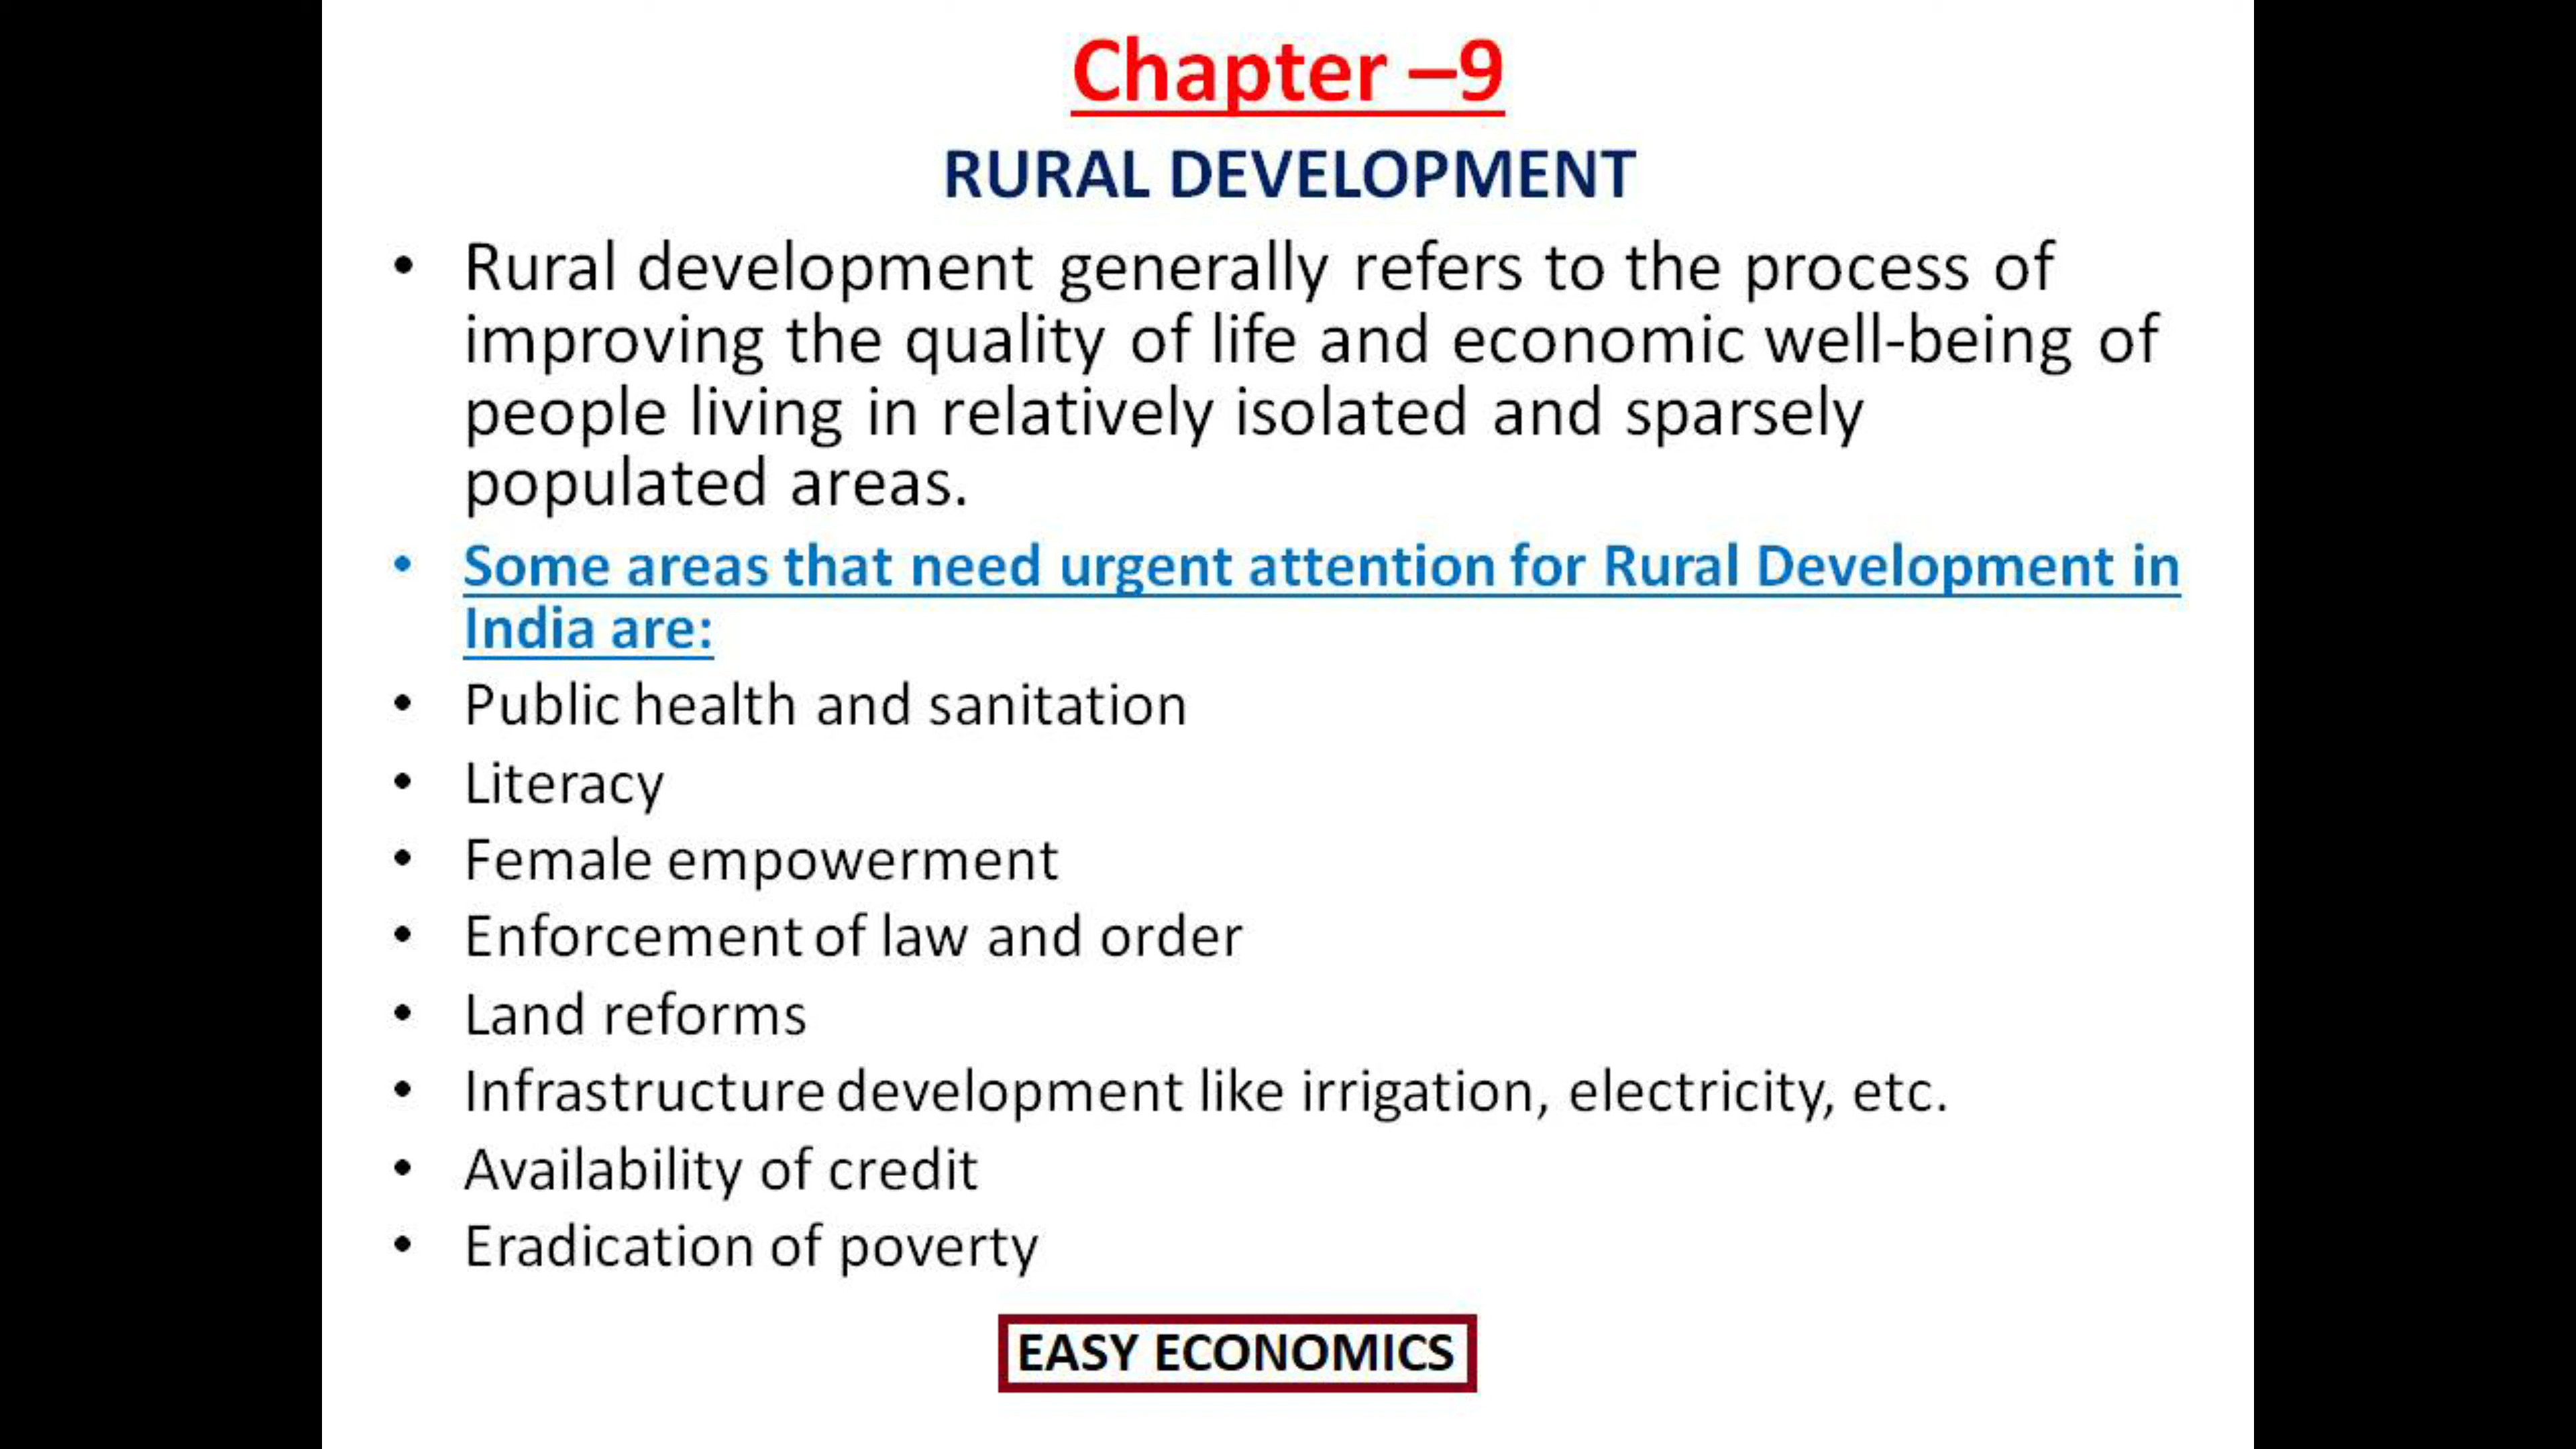 Chapter –9
RURAL DEVELOPMENT
• Rural development generally refers to the process of
improving the quality of life and economic well-being of
people living in relatively isolated and sparsely
populated areas.
• Some areas that need urgent attention for Rural Development in
India are:
• Public health and sanitation
• Literacy
• Female empowerment
• Enforcement of law and order
• Land reforms
• Infrastructure development like irrigation, electricity, etc.
• Availability of credit
• Eradication of poverty
EASY ECONOMICS